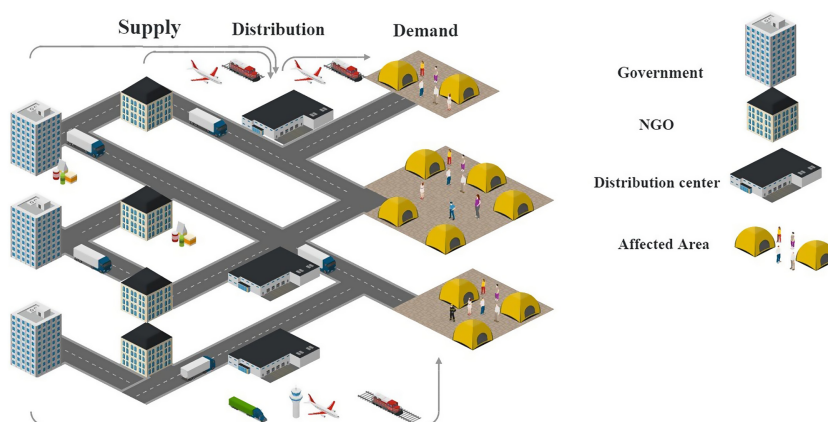 Supply
Distribution
Demand
Government
NGO
Distribution center
Affected Area